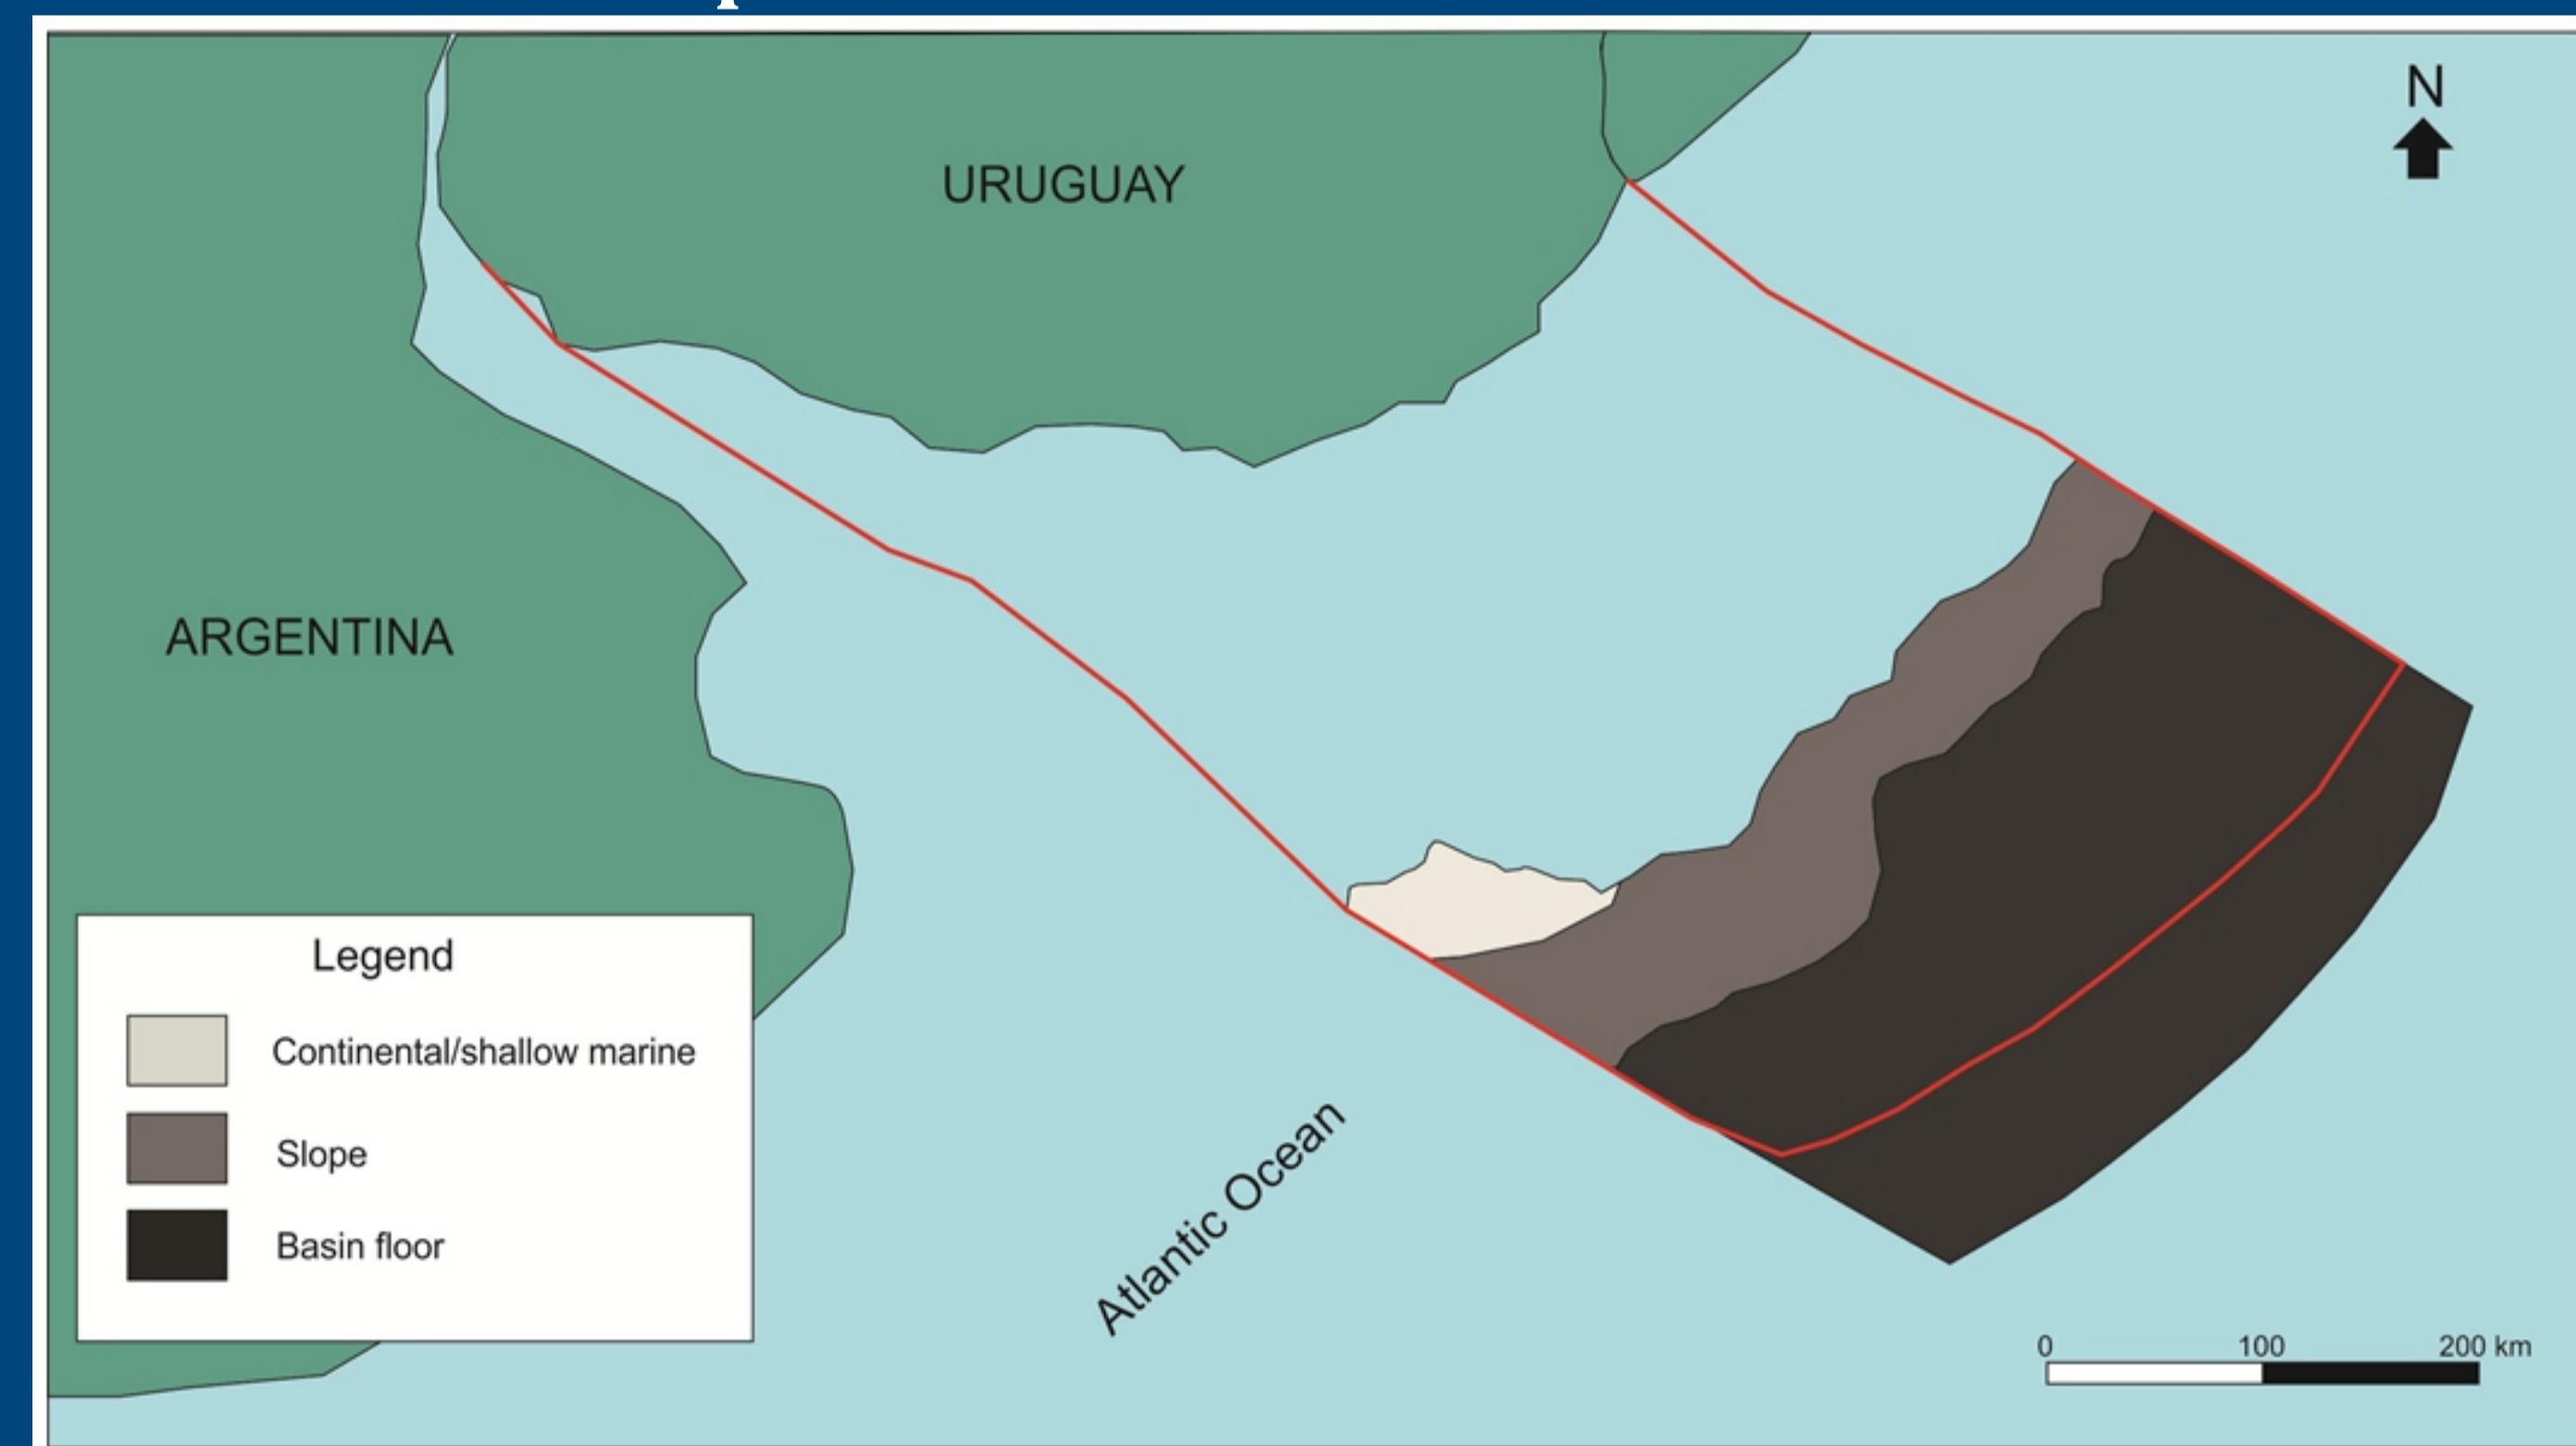 N
URUGUAY
ARGENTINA
Legend
Continental/shallow marine
Slope
Basin floor
Atlantic Ocean
0 100 200 km